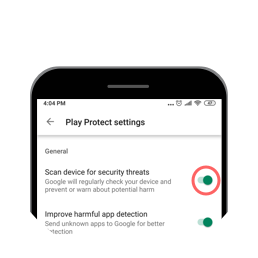 4:04 PM
Play Protect settings
General
Scan device for security threats
Google will regularly check your device and
prevent or warn about potential harm
Improve harmful app detection
Send unknown apps to Google for better
detection